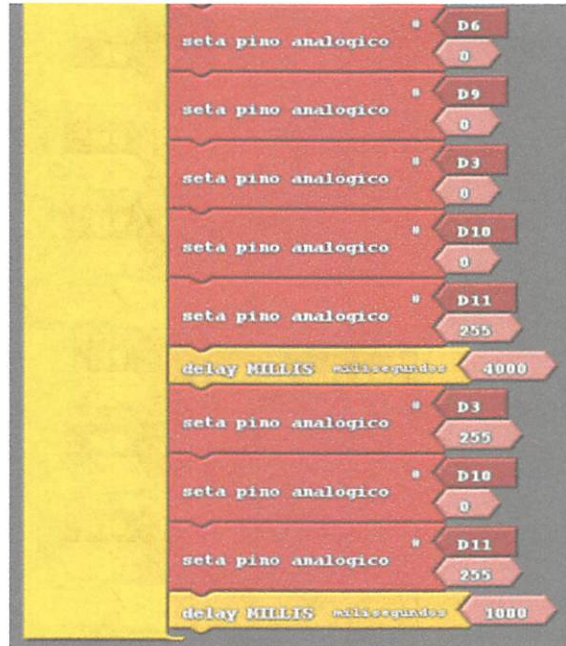 # D6
seta pino analogico
0
# D9
seta pino analogico
0
# D3
seta pino analogico
0
# D10
seta pino analogico
0
# D11
seta pino analogico
255
delay MILLIS milisegundos 4000
# D3
seta pino analogico
255
# D10
seta pino analogico
0
# D11
seta pino analogico
255
delay MILLIS milisegundos 1000